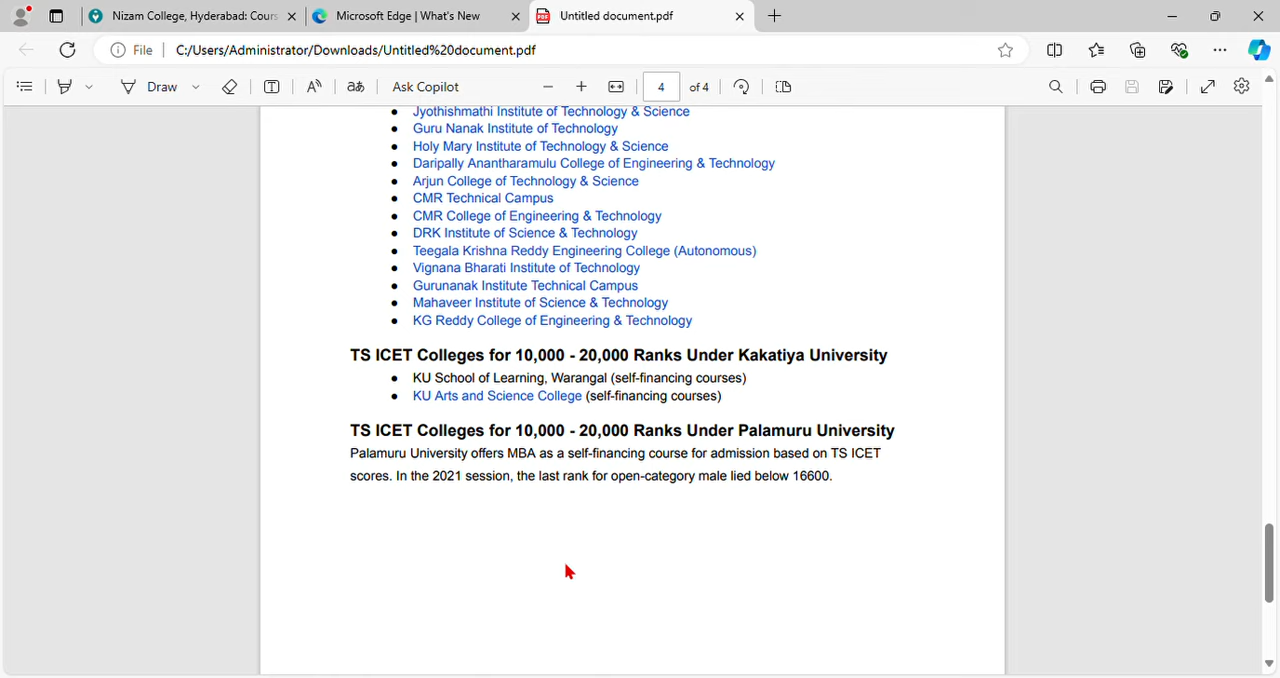 Nizam College, Hyderabad: Cours
Microsoft Edge | What's New
Untitled document.pdf
File
C:/Users/Administrator/Downloads/Untitled%20document.pdf
Draw
aあ
Ask Copilot
4
of 4
Jyothishmathi Institute of Technology & Science
Guru Nanak Institute of Technology
Holy Mary Institute of Technology & Science
Daripally Anantharamulu College of Engineering & Technology
Arjun College of Technology & Science
CMR Technical Campus
CMR College of Engineering & Technology
DRK Institute of Science & Technology
Teegala Krishna Reddy Engineering College (Autonomous)
Vignana Bharati Institute of Technology
Gurunanak Institute Technical Campus
Mahaveer Institute of Science & Technology
KG Reddy College of Engineering & Technology
TS ICET Colleges for 10,000 - 20,000 Ranks Under Kakatiya University
KU School of Learning, Warangal (self-financing courses)
KU Arts and Science College (self-financing courses)
TS ICET Colleges for 10,000 - 20,000 Ranks Under Palamuru University
Palamuru University offers MBA as a self-financing course for admission based on TS ICET
scores. In the 2021 session, the last rank for open-category male lied below 16600.